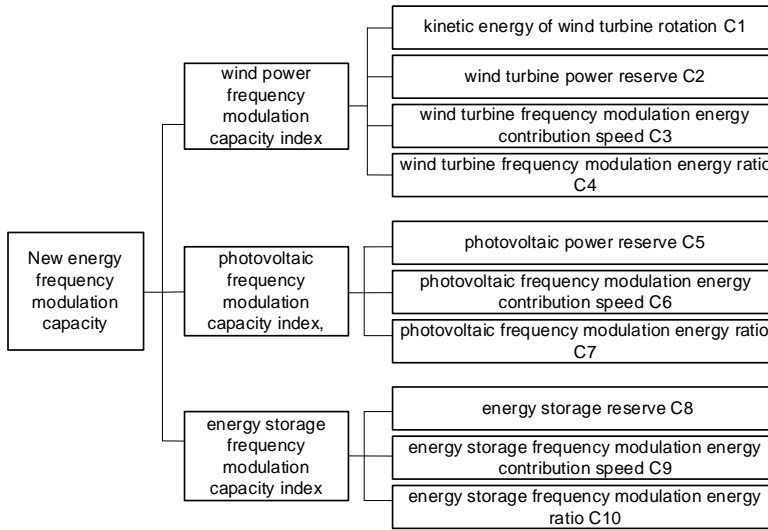 New energy
frequency
modulation
capacity
wind power
frequency
modulation
capacity index
kinetic energy of wind turbine rotation C1
wind turbine power reserve C2
wind turbine frequency modulation energy
contribution speed C3
wind turbine frequency modulation energy ratio
C4
photovoltaic
frequency
modulation
capacity index,
photovoltaic power reserve C5
photovoltaic frequency modulation energy
contribution speed C6
photovoltaic frequency modulation energy ratio
C7
energy storage
frequency
modulation
capacity index
energy storage reserve C8
energy storage frequency modulation energy
contribution speed C9
energy storage frequency modulation energy
ratio C10